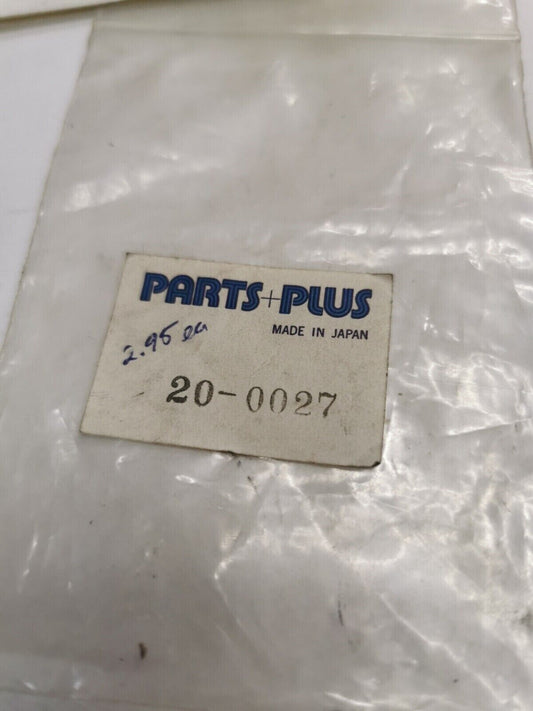 PARTS+PLUS
MADE IN JAPAN
2.95 ea
20-0027